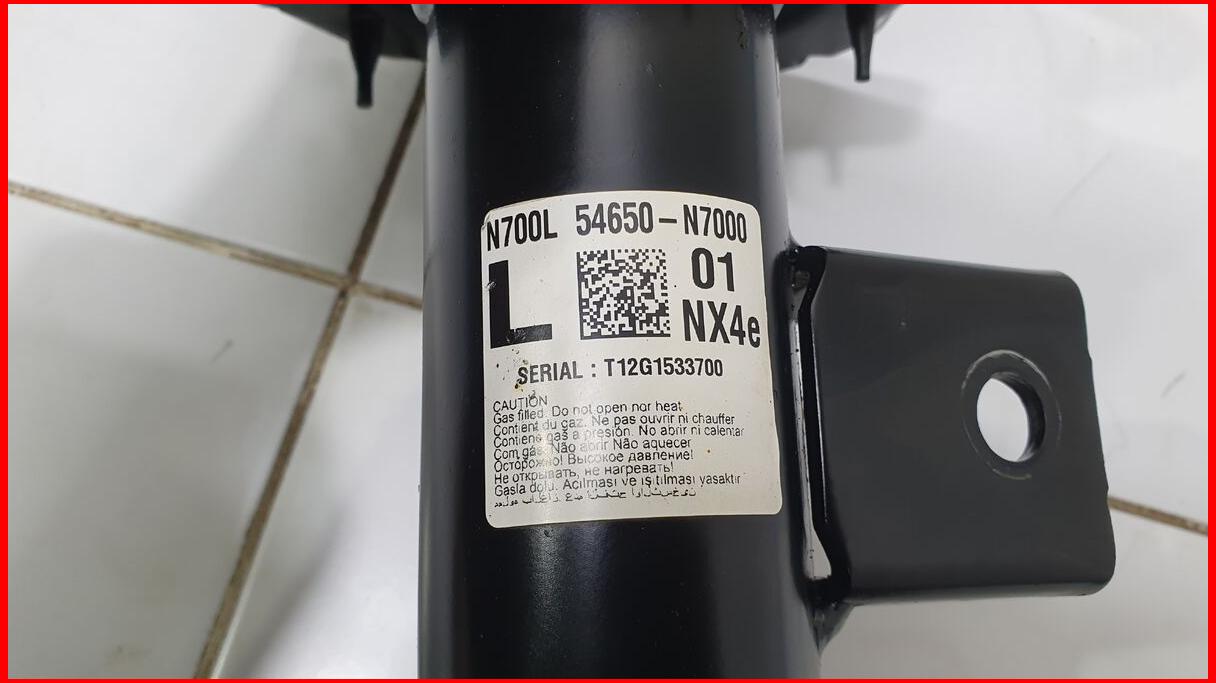 N700L 54650-N7000
L 01
NX4e
SERIAL : T12G1533700
CAUTION
Gas filled. Do not open nor heat
Contient du gaz. Ne pas ouvrir ni chauffer
Contiene gas a presión. No abrir ni calentar
Com gás. Não abrir Não aquecer
Осторожно! Высокое давление!
Не открывать, не нагревать!
Gasla dolu. Açılması ve ışıtılması yasaktır